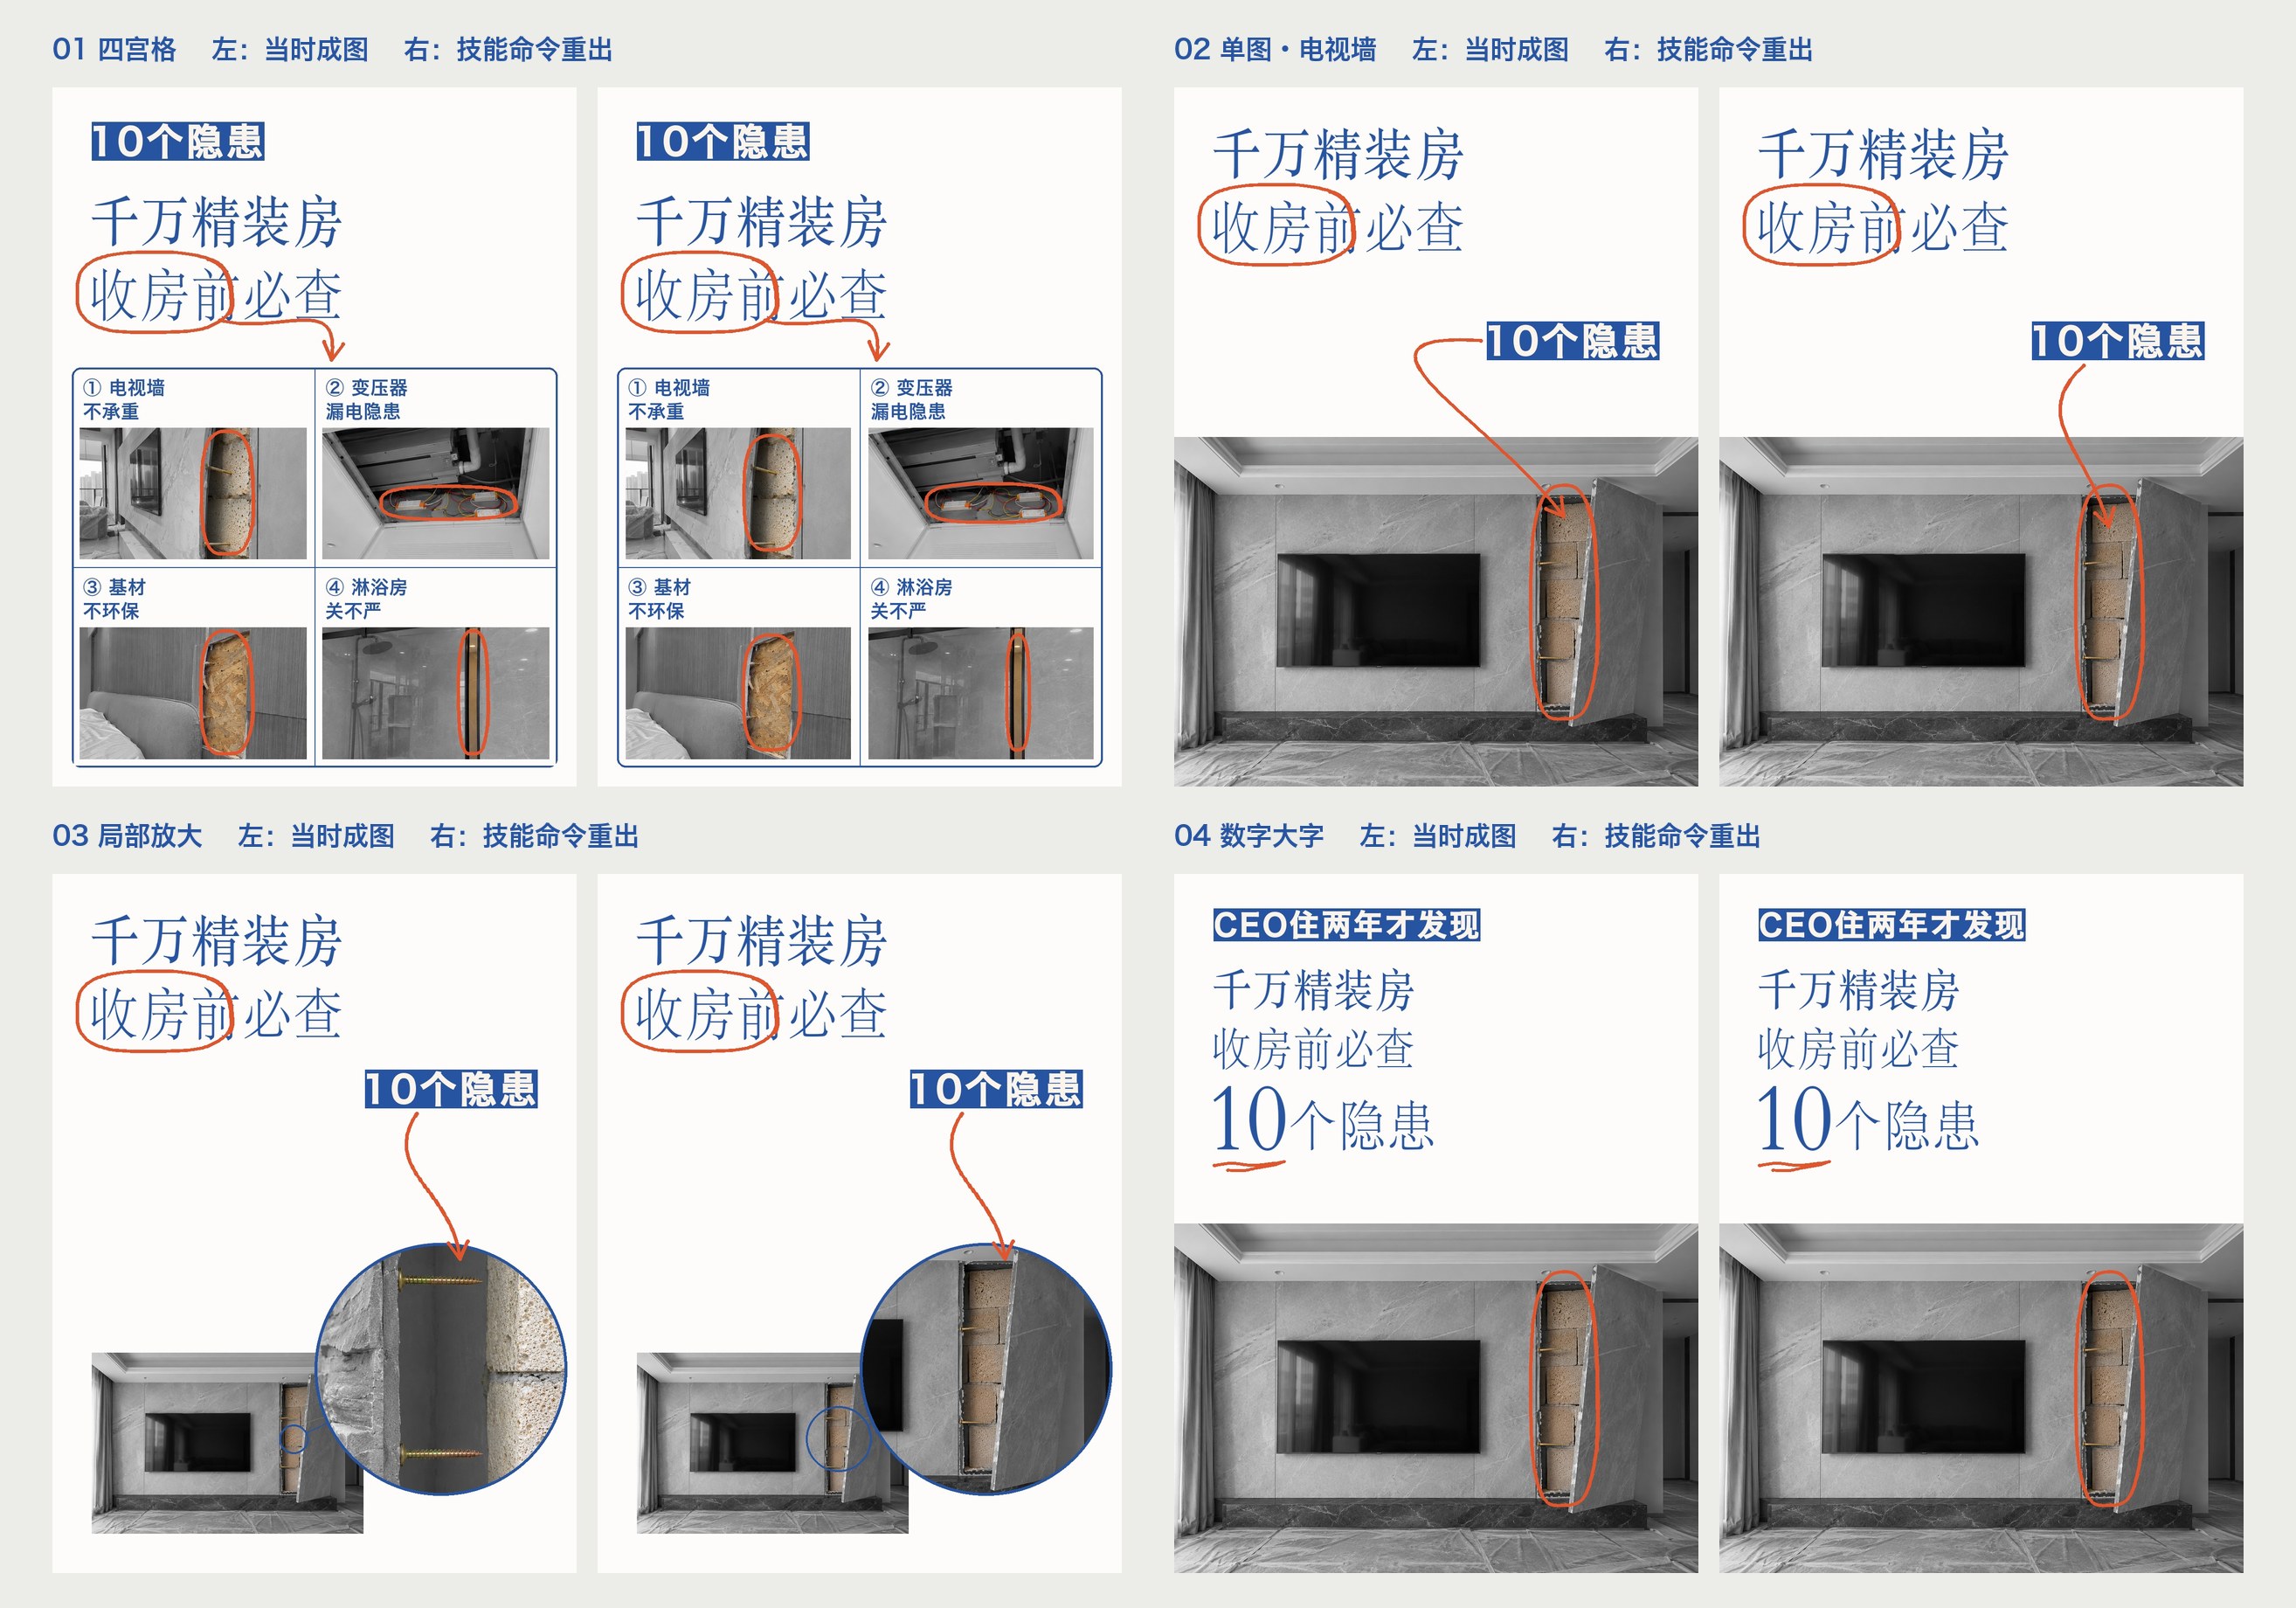 01 四宫格 左：当时成图 右：技能命令重出
10个隐患
千万精装房
收房前必查
① 电视墙
不承重
② 变压器
漏电隐患
③ 基材
不环保
④ 淋浴房
关不严
10个隐患
千万精装房
收房前必查
① 电视墙
不承重
② 变压器
漏电隐患
③ 基材
不环保
④ 淋浴房
关不严
02 单图・电视墙 左：当时成图 右：技能命令重出
千万精装房
收房前必查
10个隐患
千万精装房
收房前必查
10个隐患
03 局部放大 左：当时成图 右：技能命令重出
千万精装房
收房前必查
10个隐患
千万精装房
收房前必查
10个隐患
04 数字大字 左：当时成图 右：技能命令重出
CEO住两年才发现
千万精装房
收房前必查
10个隐患
CEO住两年才发现
千万精装房
收房前必查
10个隐患